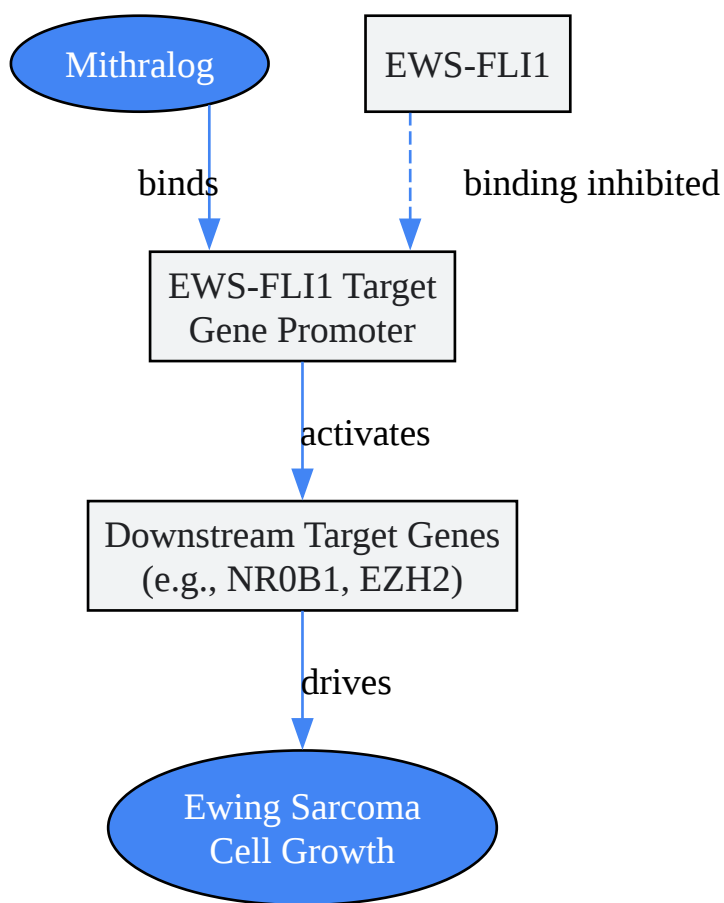 Mithralog
EWS-FLI1
binds
binding inhibited
EWS-FLI1 Target
Gene Promoter
activates
Downstream Target Genes
(e.g., NR0B1, EZH2)
drives
Ewing Sarcoma
Cell Growth